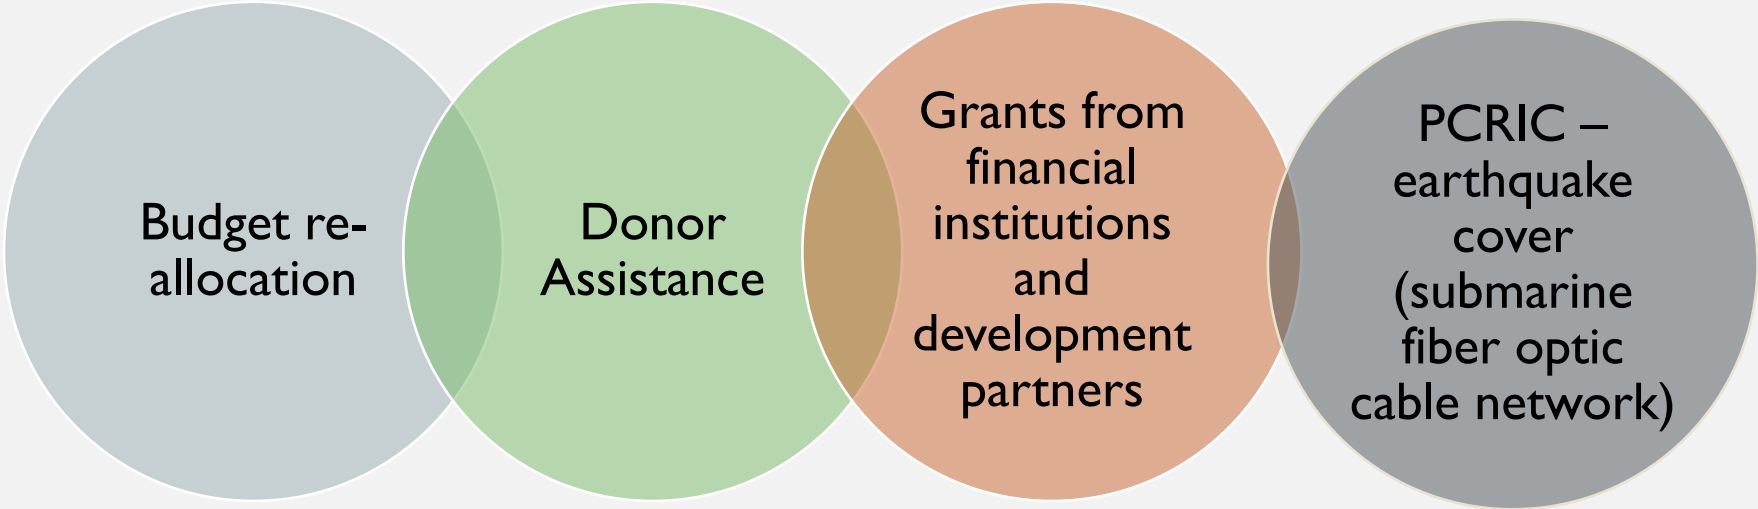 Budget re-
allocation
Donor
Assistance
Grants from
financial
institutions
and
development
partners
PCRIC –
earthquake
cover
(submarine
fiber optic
cable network)